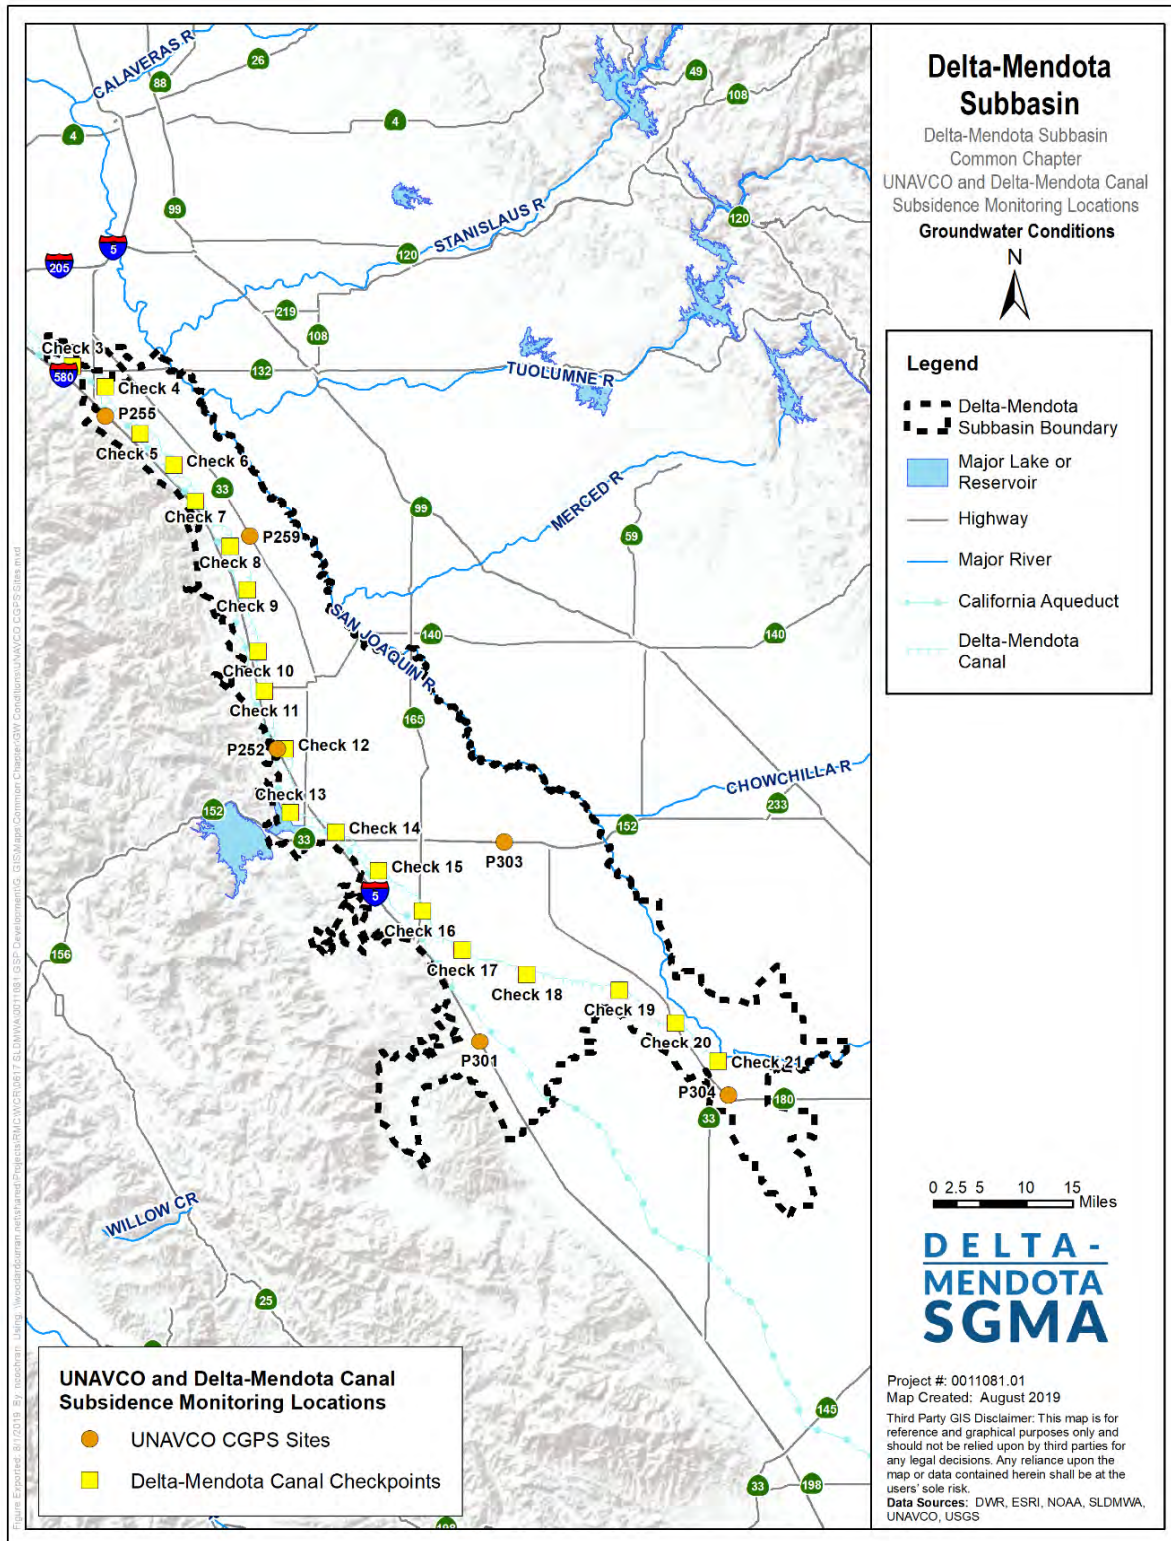 Delta-Mendota
Subbasin
Delta-Mendota Subbasin
Common Chapter
UNAVCO and Delta-Mendota Canal
Subsidence Monitoring Locations
Groundwater Conditions
N
Legend
Delta-Mendota
Subbasin Boundary
Major Lake or
Reservoir
Highway
Major River
California Aqueduct
Delta-Mendota
Canal
0 2.5 5 10 15
Miles
DELTA-
MENDOTA
SGMA
Project #: 0011081.01
Map Created: August 2019
Third Party GIS Disclaimer: This map is for
reference and graphical purposes only and
should not be relied upon by third parties for
any legal decisions. Any reliance upon the
map or data contained herein shall be at the
users' sole risk.
Data Sources: DWR, ESRI, NOAA, SLDMWA,
UNAVCO, USGS
CALAVERAS R
26
88
49
108
4
4
99
STANISLAUS R
120
5
120
205
219
108
Check 3
580
132
TUOLUMNE R
Check 4
P255
Check 5
Check 6
33
MERCED R
Check 7
99
P259
59
Check 8
Check 9
SAN JOAQUIN R
140
140
Check 10
Check 11
165
P252
Check 12
CHOWCHILLA R
Check 13
152
233
152
Check 14
33
P303
Check 15
5
Check 16
156
Check 17
Check 18
Check 19
Check 20
P301
Check 21
P304
180
33
WILLOW CR
25
145
33
198
198
UNAVCO and Delta-Mendota Canal
Subsidence Monitoring Locations
UNAVCO CGPS Sites
Delta-Mendota Canal Checkpoints